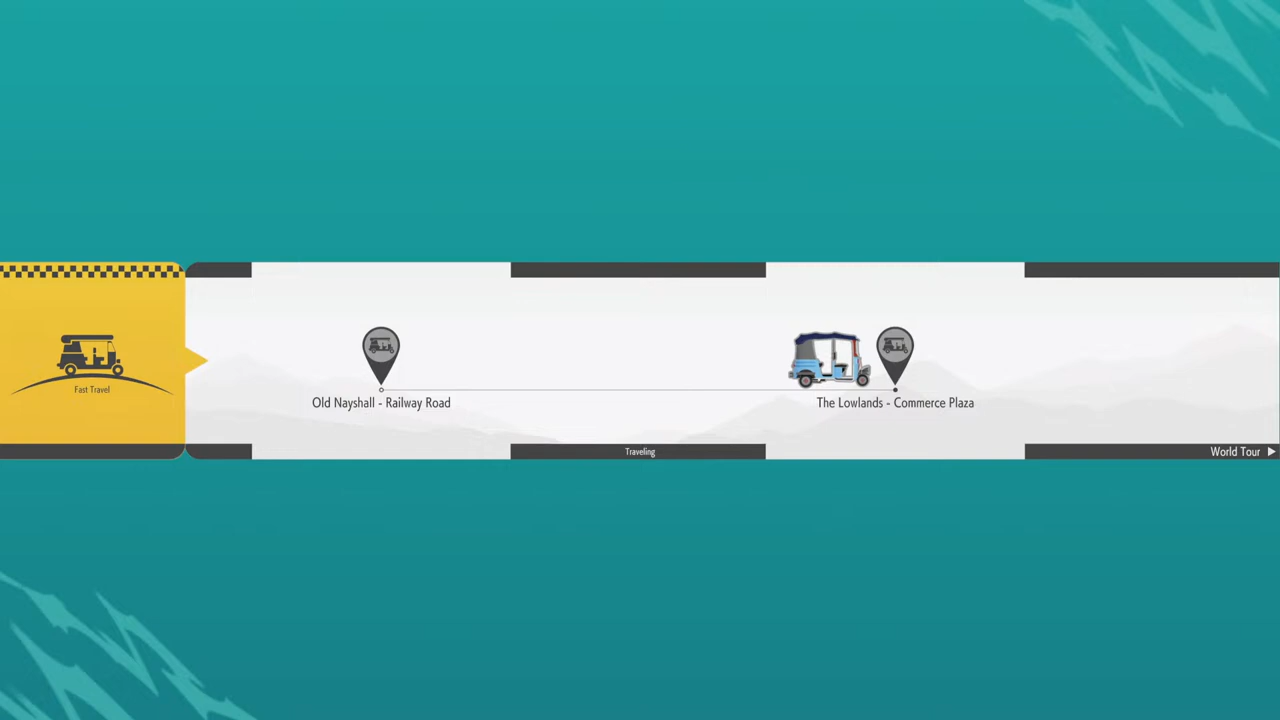 Fast Travel
Old Nayshall - Railway Road
The Lowlands - Commerce Plaza
Traveling
World Tour